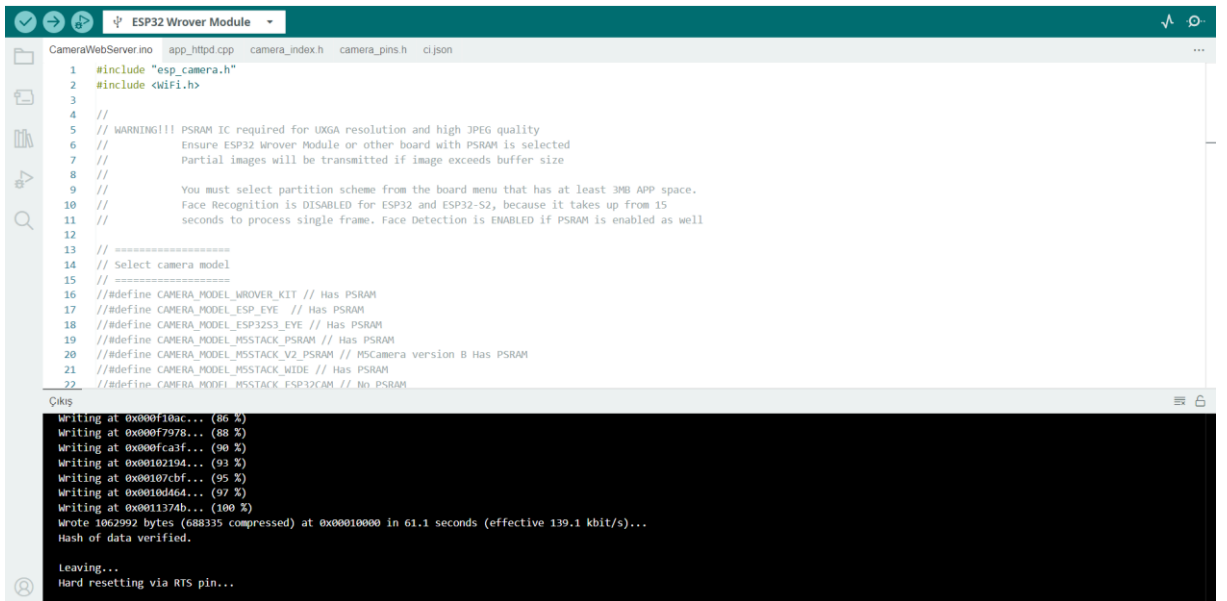 ESP32 Wrover Module
CameraWebServer.ino app_httpd.cpp camera_index.h camera_pins.h ci.json ...
1 #include "esp_camera.h"
2 #include <WiFi.h>
3
4 //
5 // WARNING!!! PSRAM IC required for UXGA resolution and high JPEG quality
6 // Ensure ESP32 Wrover Module or other board with PSRAM is selected
7 // Partial images will be transmitted if image exceeds buffer size
8 //
9 // You must select partition scheme from the board menu that has at least 3MB APP space.
10 // Face Recognition is DISABLED for ESP32 and ESP32-S2, because it takes up from 15
11 // seconds to process single frame. Face Detection is ENABLED if PSRAM is enabled as well
12
13 // ===================
14 // Select camera model
15 // ===================
16 //#define CAMERA_MODEL_WROVER_KIT // Has PSRAM
17 //#define CAMERA_MODEL_ESP_EYE // Has PSRAM
18 //#define CAMERA_MODEL_ESP32S3_EYE // Has PSRAM
19 //#define CAMERA_MODEL_M5STACK_PSRAM // Has PSRAM
20 //#define CAMERA_MODEL_M5STACK_V2_PSRAM // M5Camera version B Has PSRAM
21 //#define CAMERA_MODEL_M5STACK_WIDE // Has PSRAM
22 //#define CAMERA_MODEL_M5STACK_ESP32CAM // No PSRAM
Çıkış
Writing at 0x000f10ac... (86 %)
Writing at 0x000f7978... (88 %)
Writing at 0x000fca3f... (90 %)
Writing at 0x00102194... (93 %)
Writing at 0x00107cbf... (95 %)
Writing at 0x0010d464... (97 %)
Writing at 0x0011374b... (100 %)
Wrote 1062992 bytes (688335 compressed) at 0x00010000 in 61.1 seconds (effective 139.1 kbit/s)...
Hash of data verified.
Leaving...
Hard resetting via RTS pin...